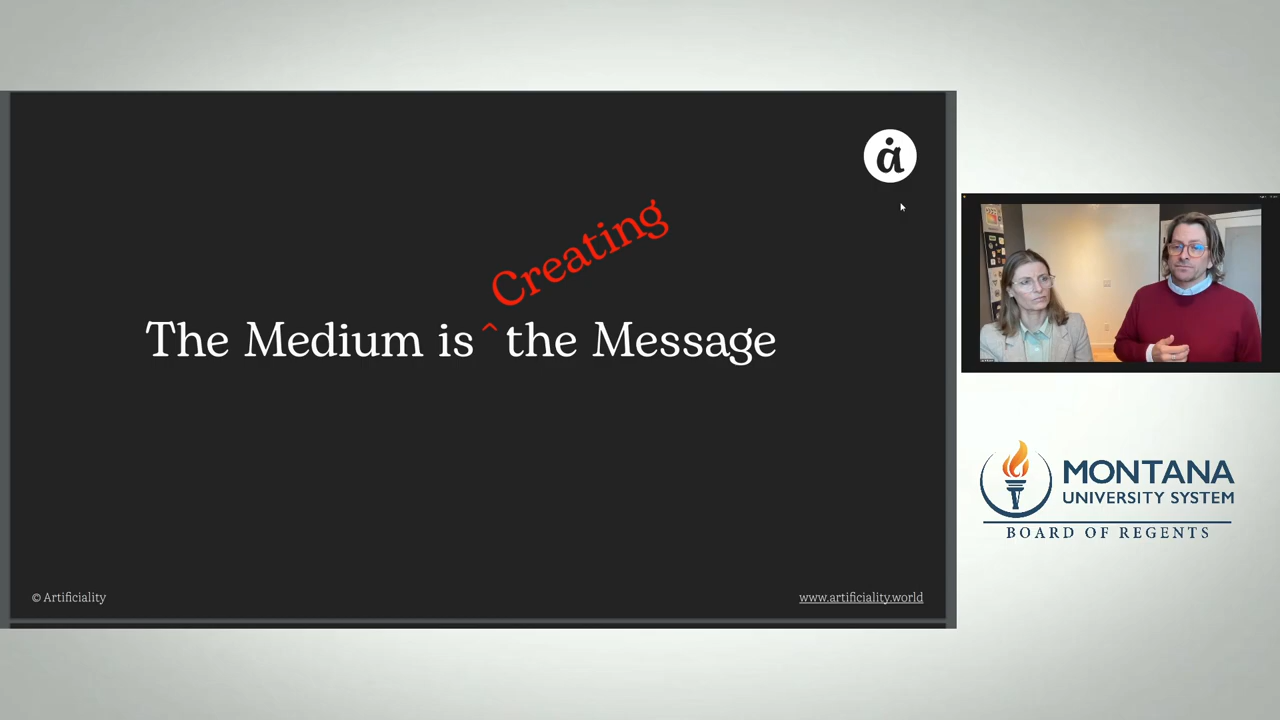 ȧ
Creating
The Medium is ^ the Message
© Artificiality
www.artificiality.world
MONTANA
UNIVERSITY SYSTEM
BOARD OF REGENTS